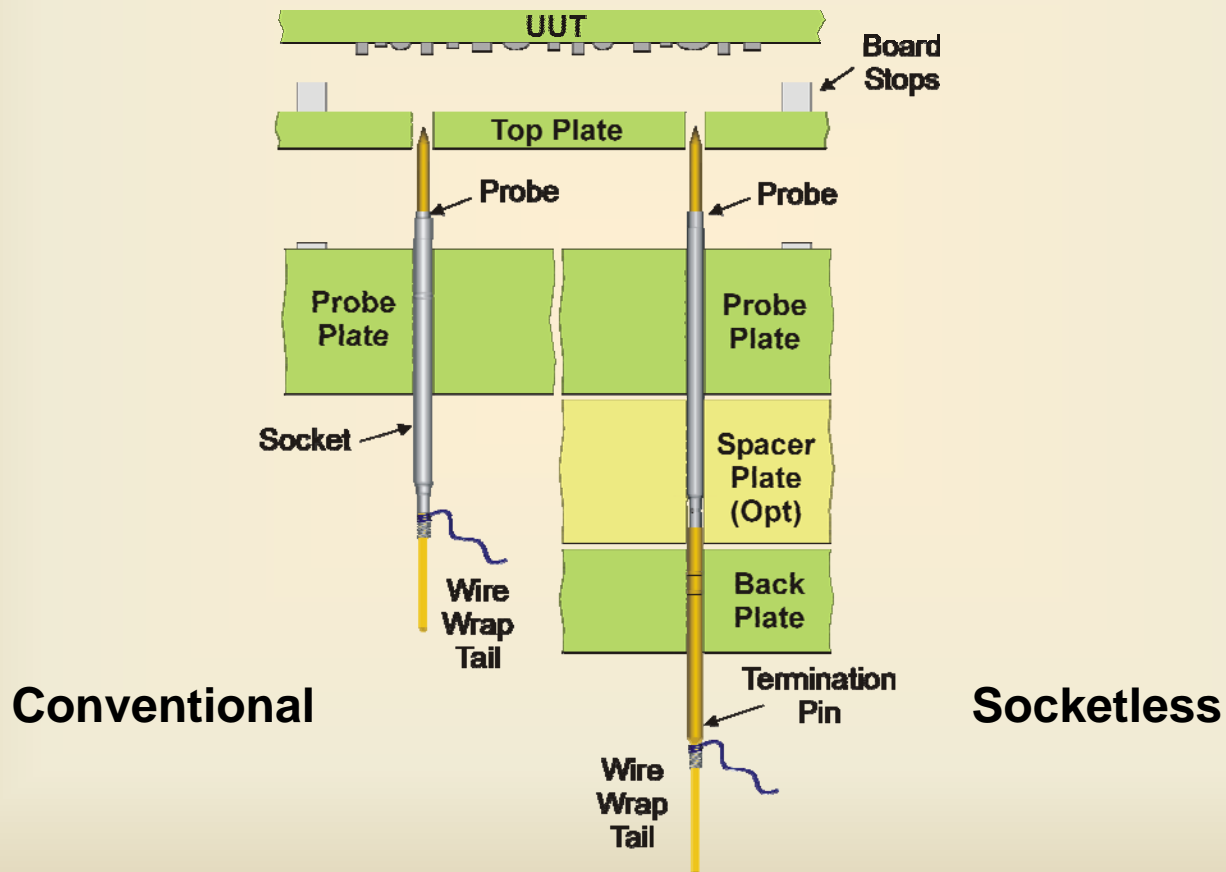 UUT
Board
Stops
Top Plate
Probe
Probe
Probe
Plate
Probe
Plate
Socket
Spacer
Plate
(Opt)
Wire
Wrap
Tail
Back
Plate
Conventional
Termination
Pin
Socketless
Wire
Wrap
Tail